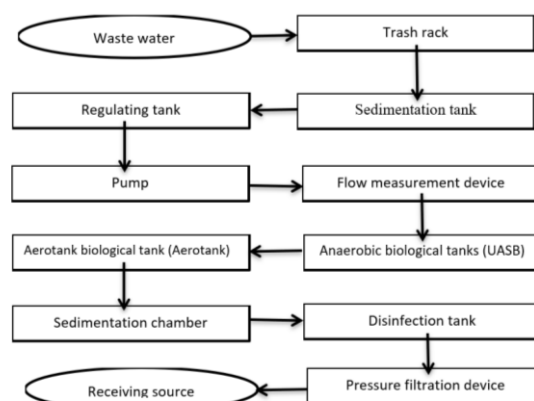 Waste water
Trash rack
Regulating tank
Sedimentation tank
Pump
Flow measurement device
Aerotank biological tank (Aerotank)
Anaerobic biological tanks (UASB)
Sedimentation chamber
Disinfection tank
Receiving source
Pressure filtration device